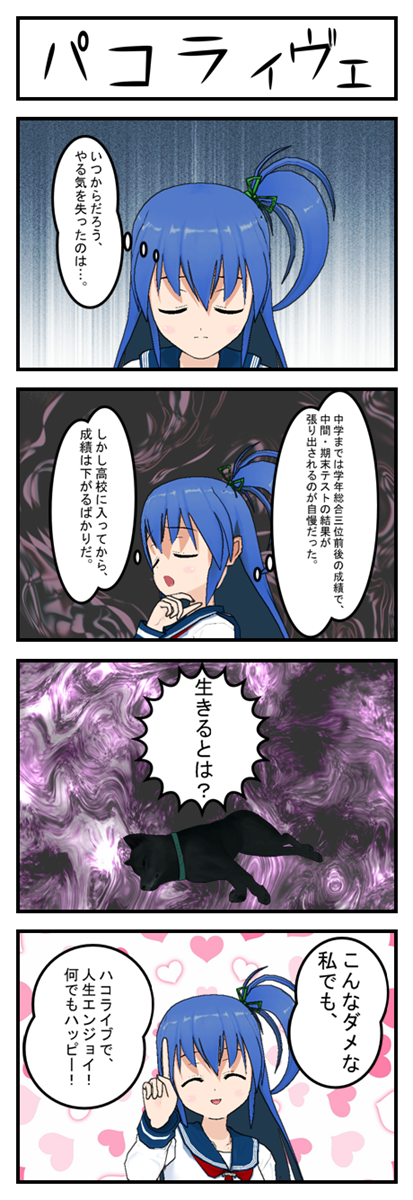 パコライヴェ
いつからだろう、
やる気を失ったのは…。
中学までは学年総合三位前後の成績で、
中間・期末テストの結果が
張り出されるのが自慢だった。
しかし高校に入ってから、
成績は下がるばかりだ。
生きるとは？
こんなダメな
私でも、
ハコライブで、
人生エンジョイ！
何でもハッピー！